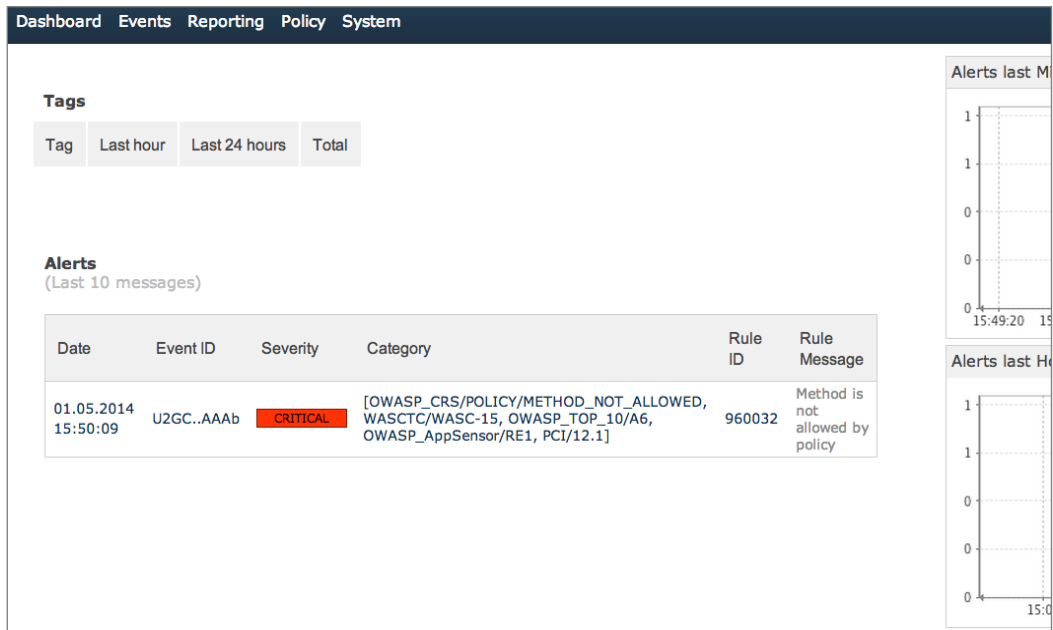 Dashboard Events Reporting Policy System
Tags
Tag Last hour Last 24 hours Total
Alerts
(Last 10 messages)
Date Event ID Severity Category Rule ID Rule Message
01.05.2014 15:50:09 U2GC..AAAb CRITICAL [OWASP_CRS/POLICY/METHOD_NOT_ALLOWED,
WASCTC/WASC-15, OWASP_TOP_10/A6,
OWASP_AppSensor/RE1, PCI/12.1]
960032
Method is
not
allowed by
policy
Alerts last
1
1
0
0
0
15:49:20 15
Alerts last
1
1
0
0
0
15:0